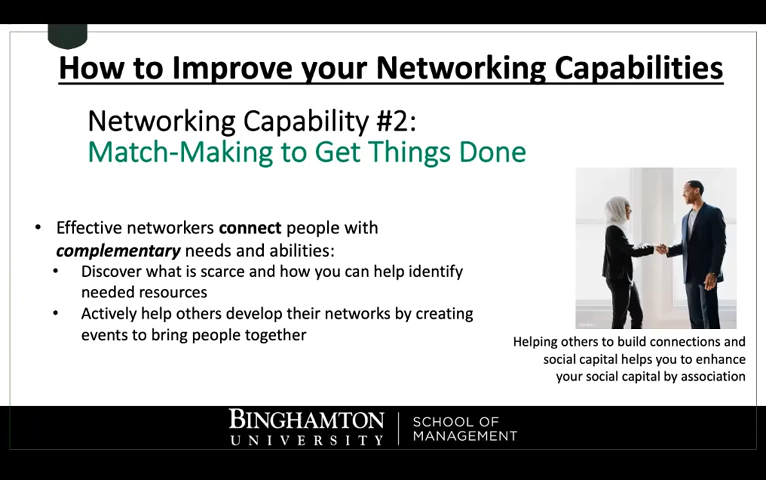 How to Improve your Networking Capabilities
Networking Capability #2:
Match-Making to Get Things Done
• Effective networkers connect people with
complementary needs and abilities:
• Discover what is scarce and how you can help identify
needed resources
• Actively help others develop their networks by creating
events to bring people together
Helping others to build connections and
social capital helps you to enhance
your social capital by association
BINGHAMTON
UNIVERSITY
SCHOOL OF
MANAGEMENT